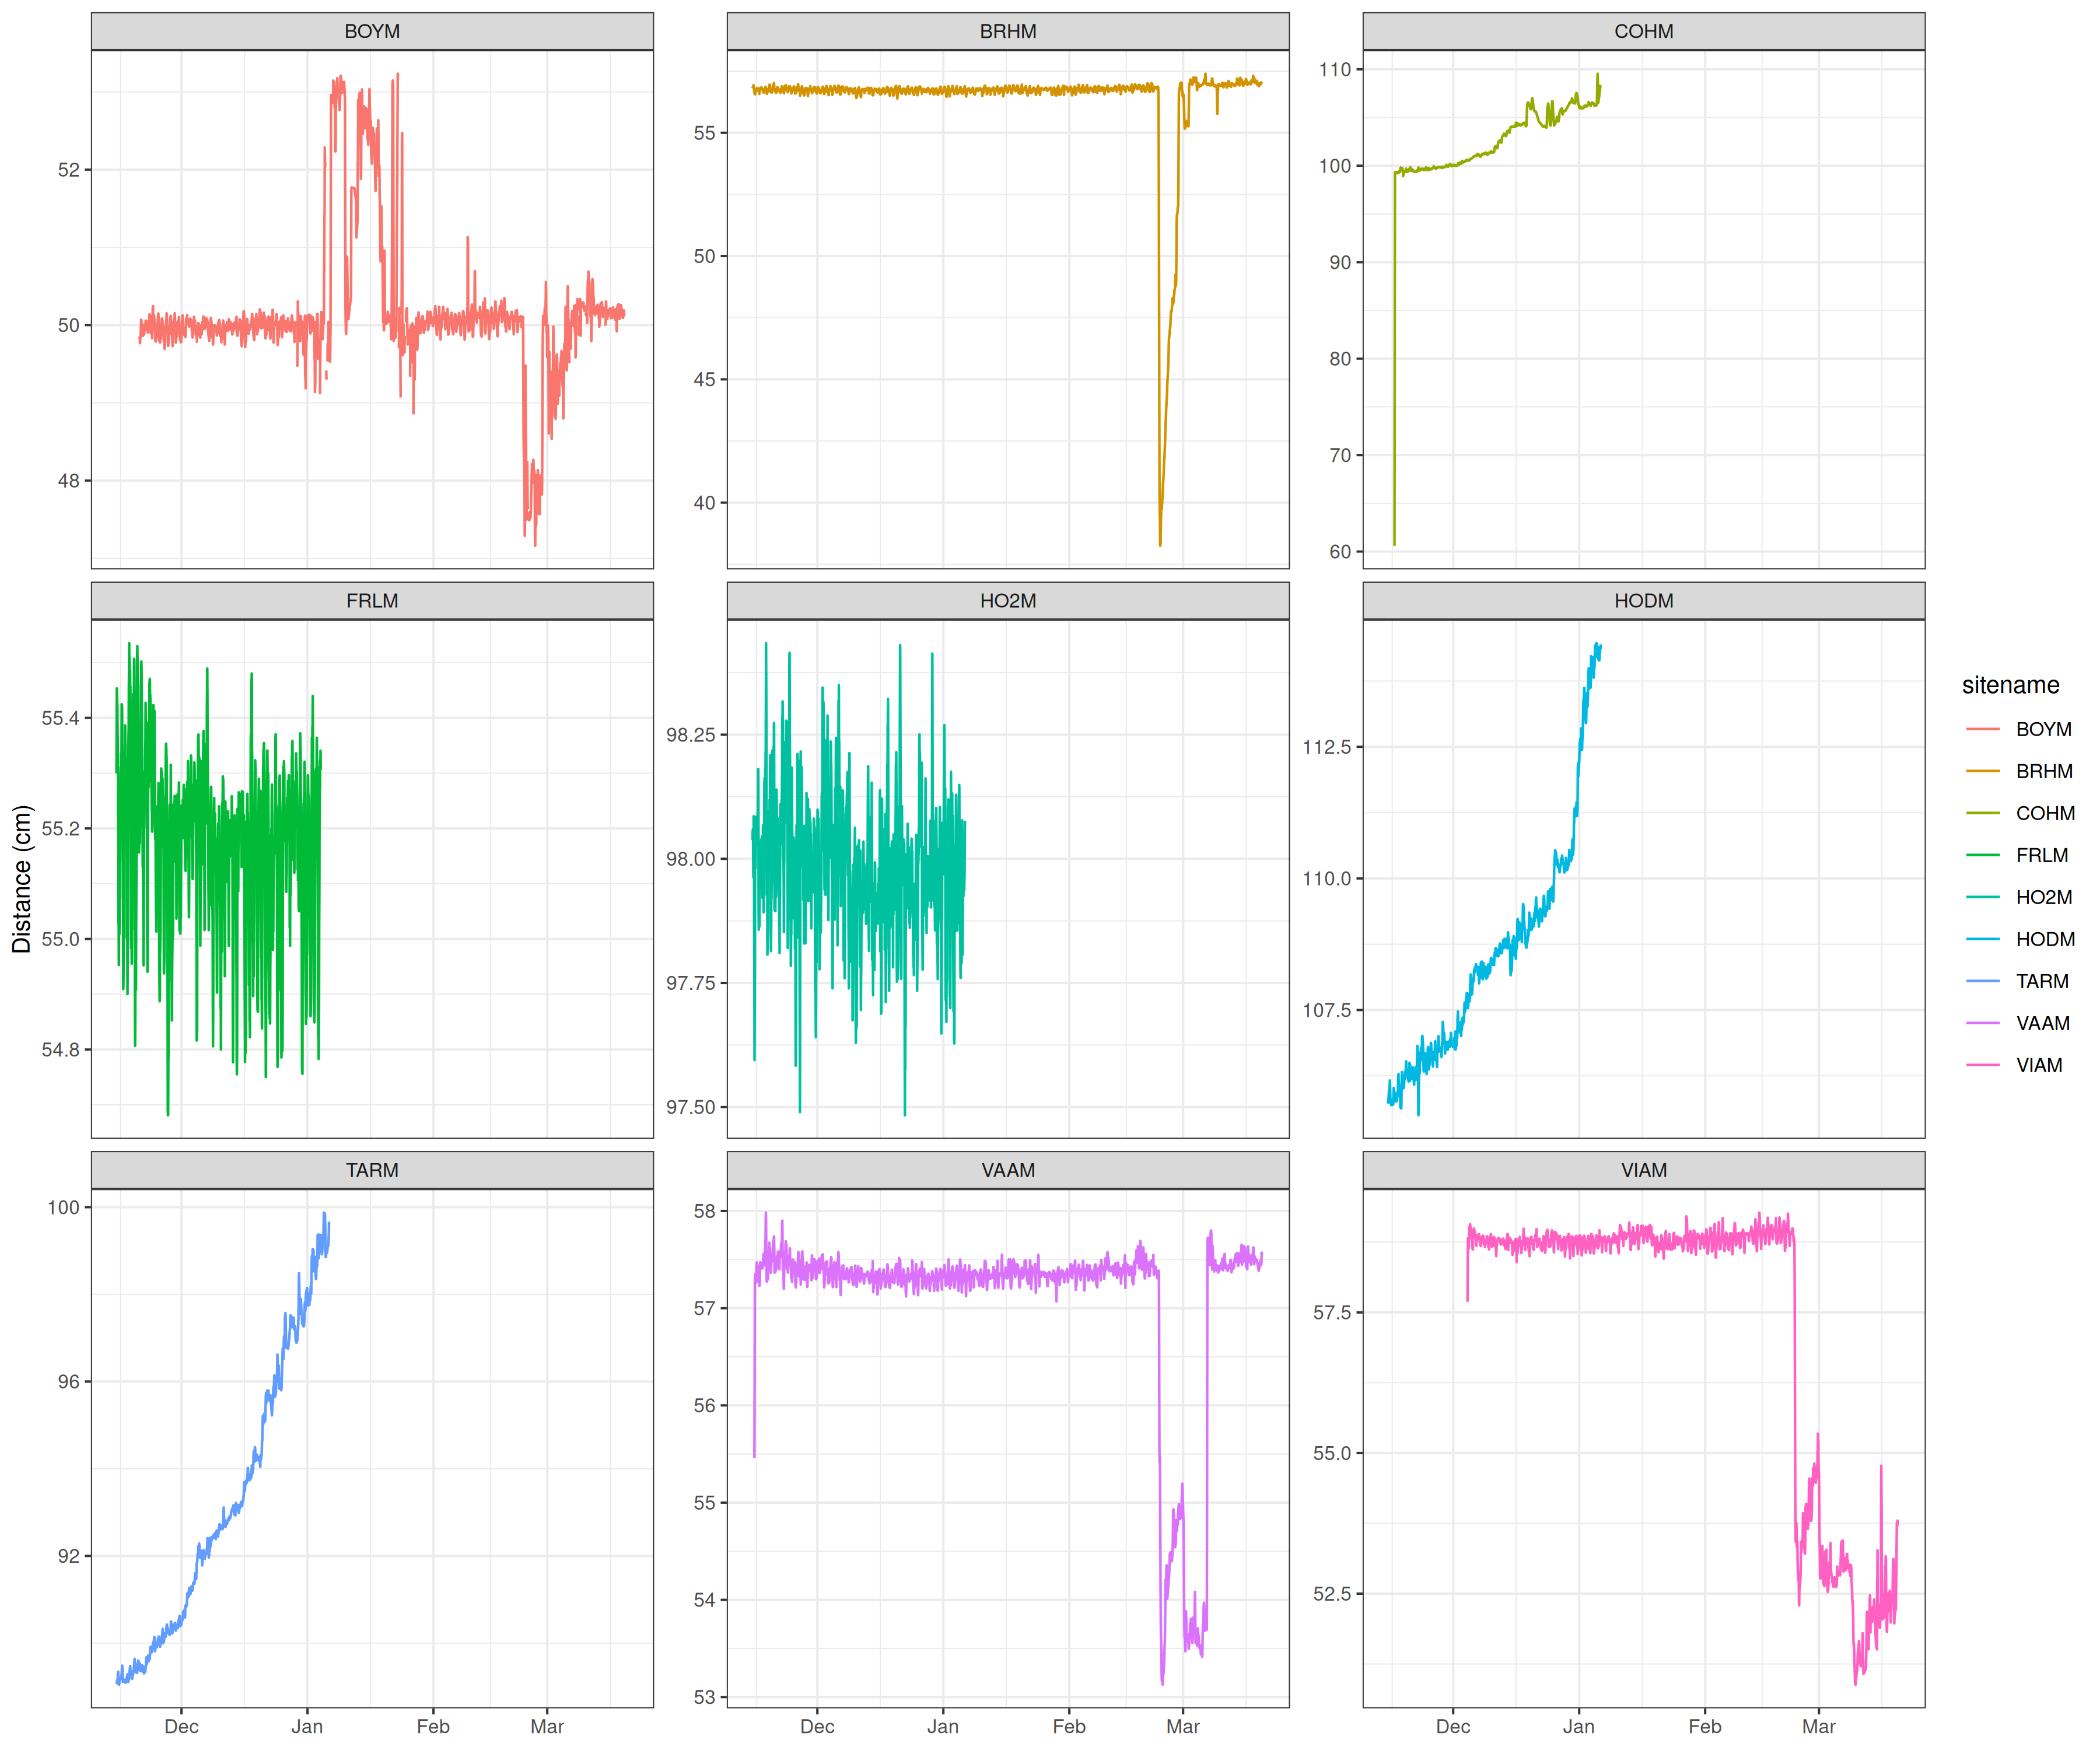 BOYM
BRHM
COHM
52
50
48
55
50
45
40
110
100
90
80
70
60
FRLM
HO2M
HODM
Distance (cm)
55.4
55.2
55.0
54.8
98.25
98.00
97.75
97.50
112.5
110.0
107.5
TARM
VAAM
VIAM
100
96
92
58
57
56
55
54
53
57.5
55.0
52.5
Dec Jan Feb Mar
Dec Jan Feb Mar
Dec Jan Feb Mar
sitename
BOYM
BRHM
COHM
FRLM
HO2M
HODM
TARM
VAAM
VIAM